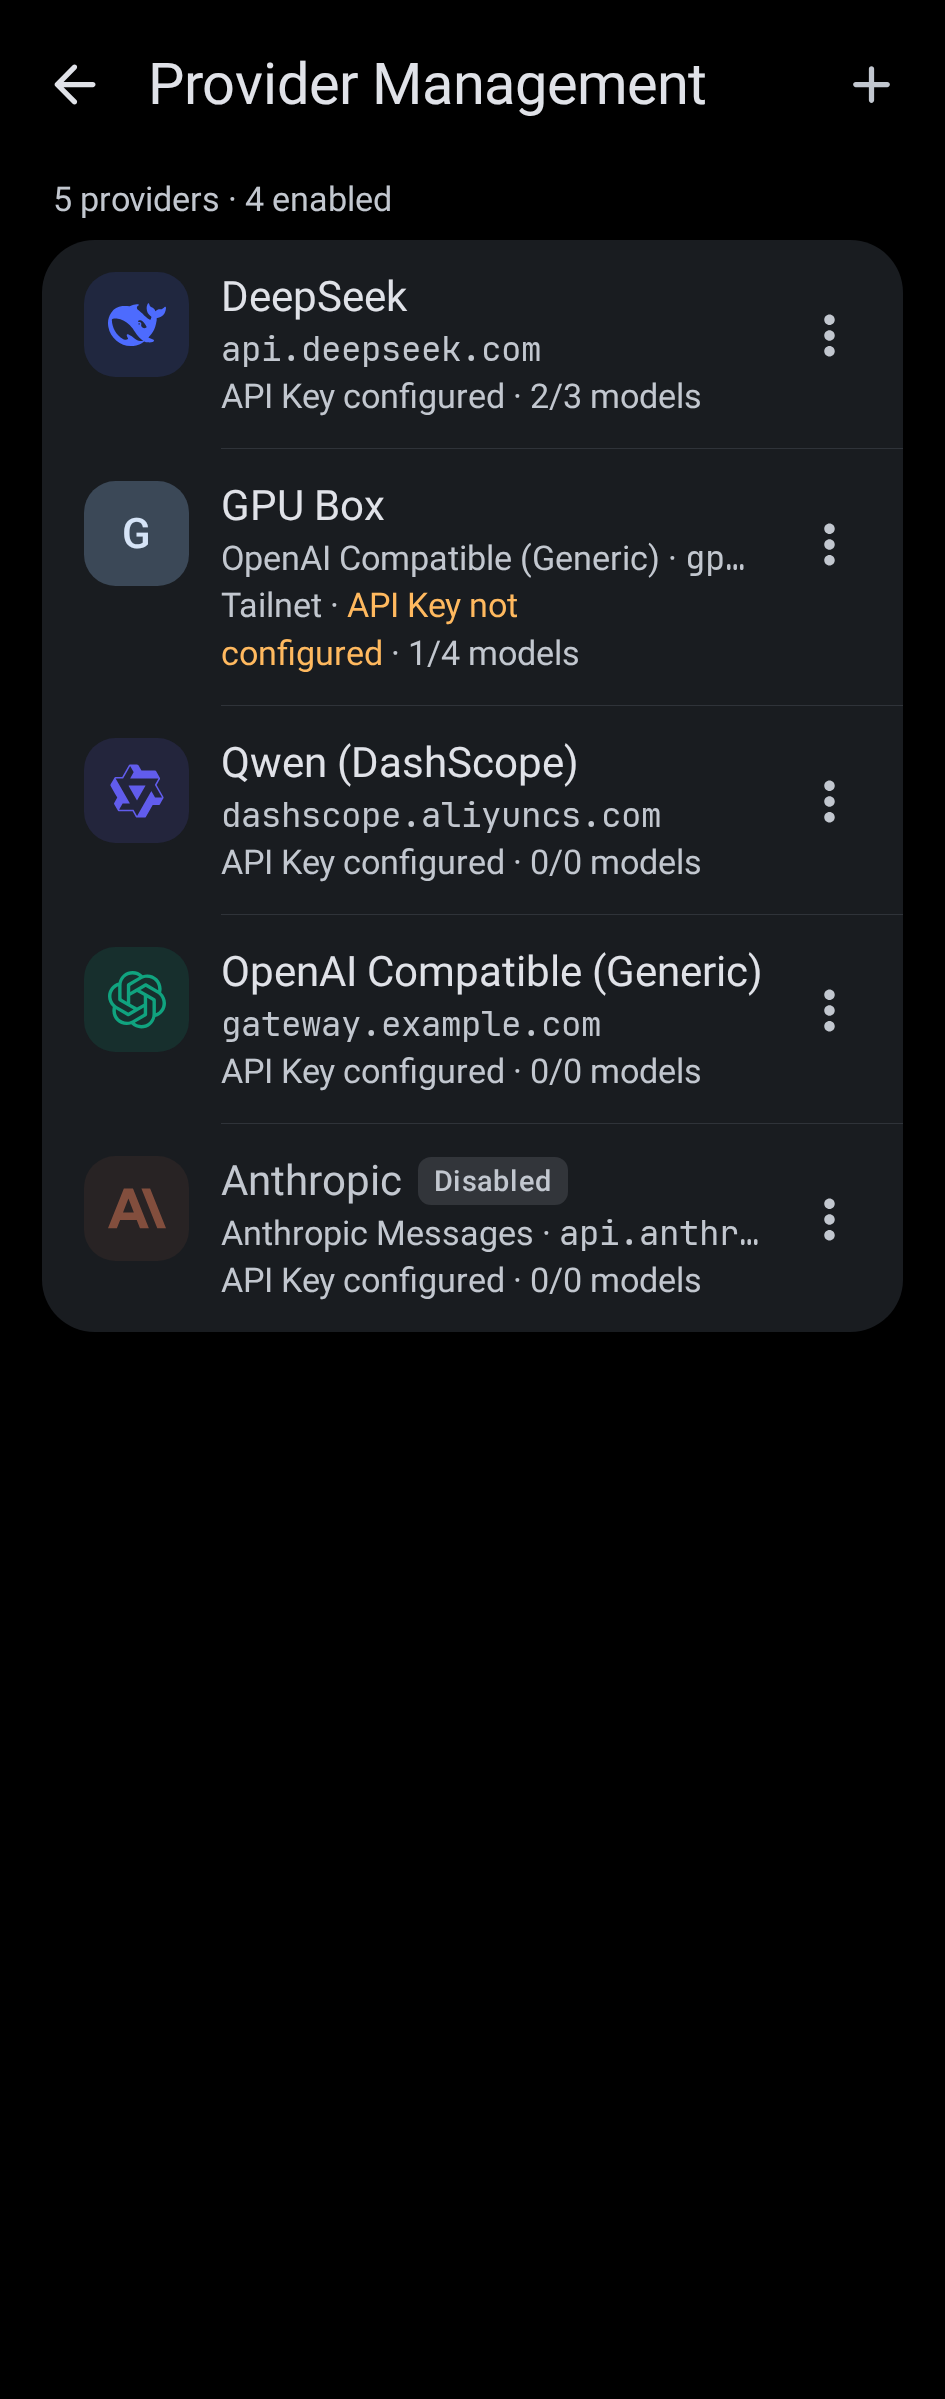 Provider Management
5 providers · 4 enabled
DeepSeek
api.deepseek.com
API Key configured · 2/3 models
G
GPU Box
OpenAI Compatible (Generic) · gp…
Tailnet · API Key not
configured · 1/4 models
Qwen (DashScope)
dashscope.aliyuncs.com
API Key configured · 0/0 models
OpenAI Compatible (Generic)
gateway.example.com
API Key configured · 0/0 models
Anthropic Disabled
Anthropic Messages · api.anthr…
API Key configured · 0/0 models